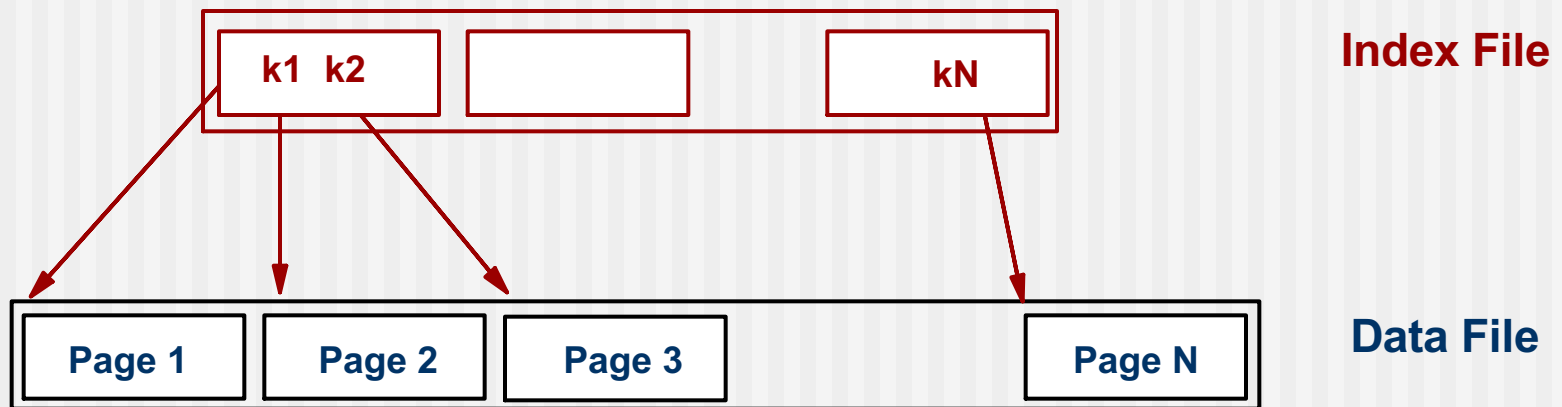 k1 k2
kN
Index File
Page 1
Page 2
Page 3
Page N
Data File